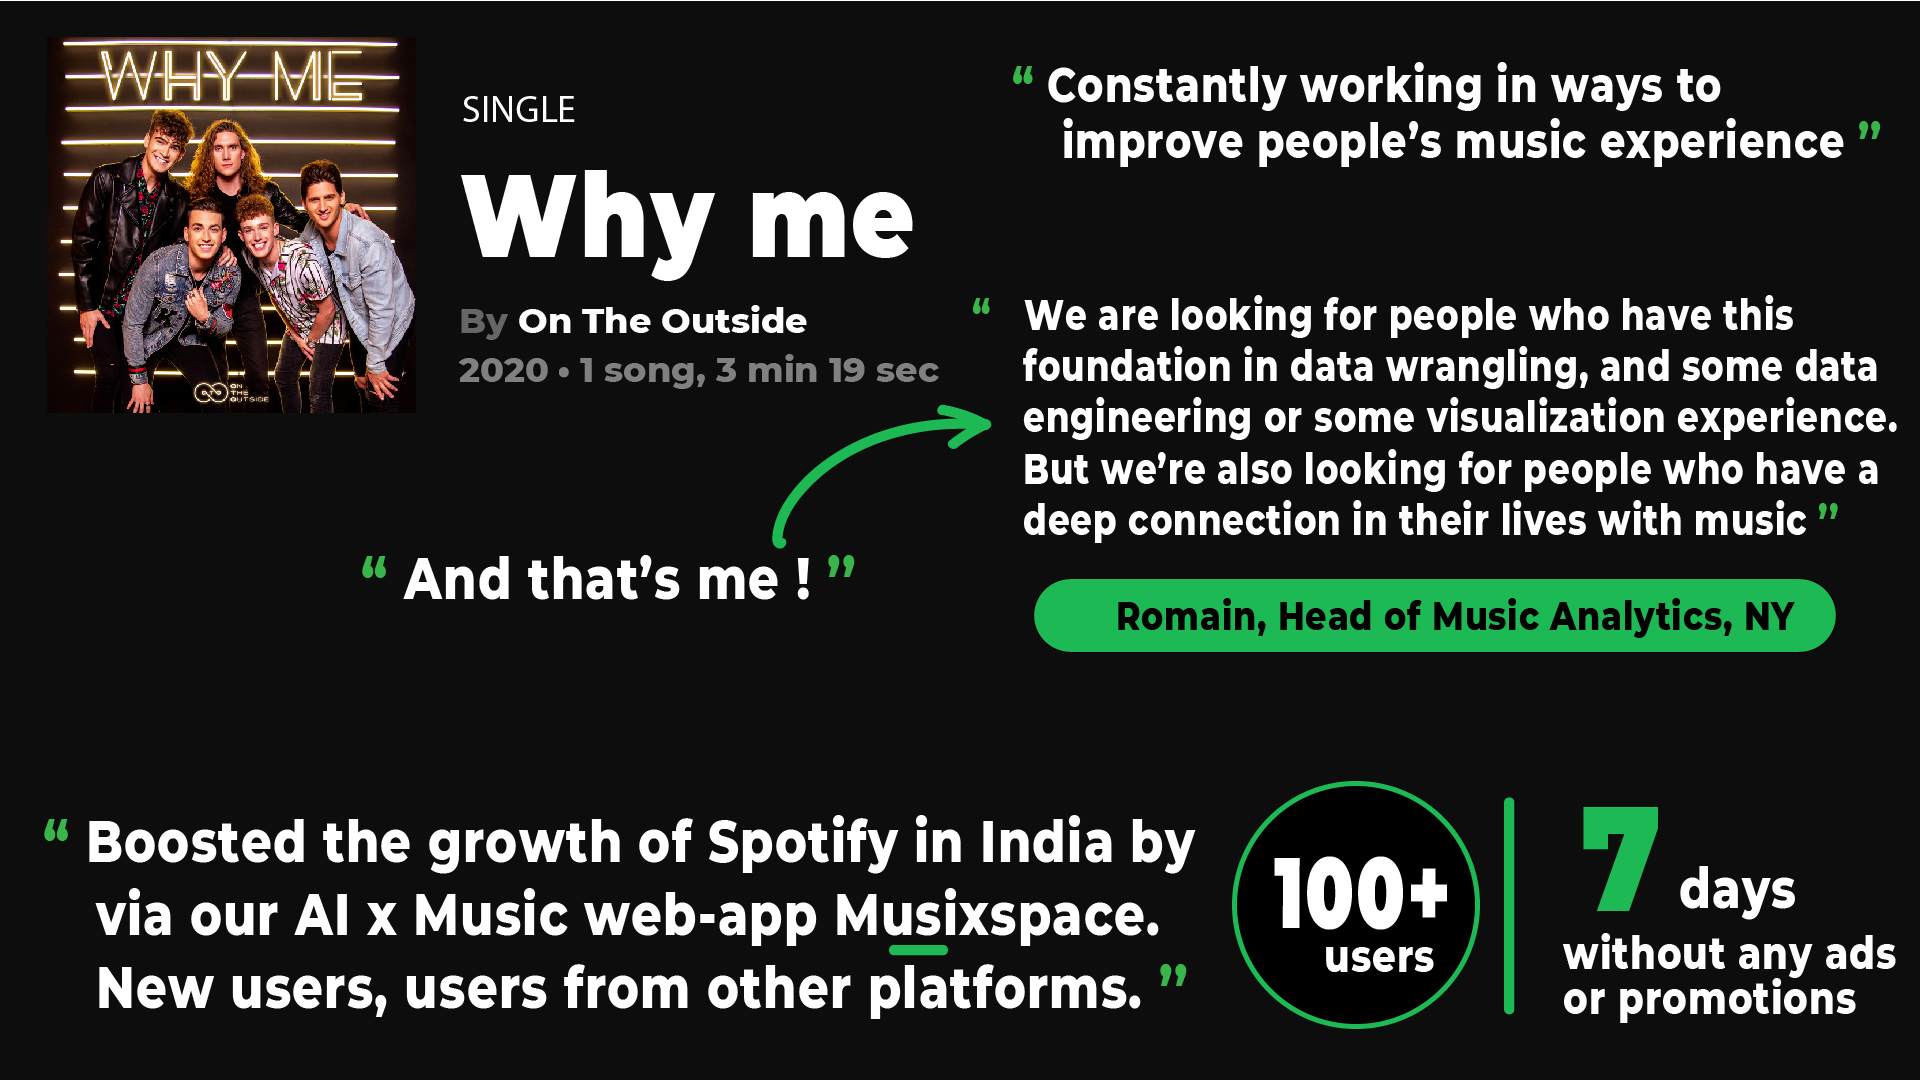 WHY ME
ON
THE
OUTSIDE
SINGLE
Why me
By On The Outside
2020 • 1 song, 3 min 19 sec
“ Constantly working in ways to
improve people’s music experience ”
“ We are looking for people who have this
foundation in data wrangling, and some data
engineering or some visualization experience.
But we’re also looking for people who have a
deep connection in their lives with music ”
“ And that’s me ! ”
Romain, Head of Music Analytics, NY
“ Boosted the growth of Spotify in India by
via our AI x Music web-app Musixspace.
New users, users from other platforms. ”
100+
users
7 days
without any ads
or promotions